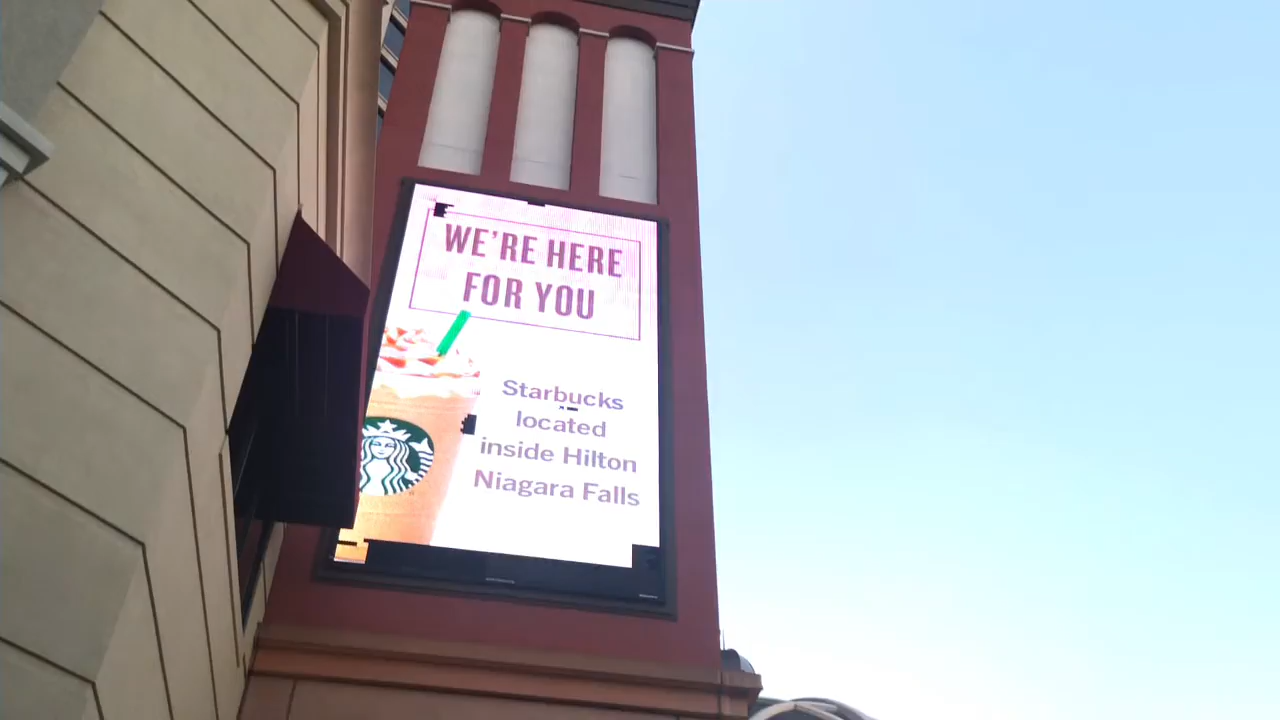 WE'RE HERE
FOR YOU
Starbucks
located
inside Hilton
Niagara Falls